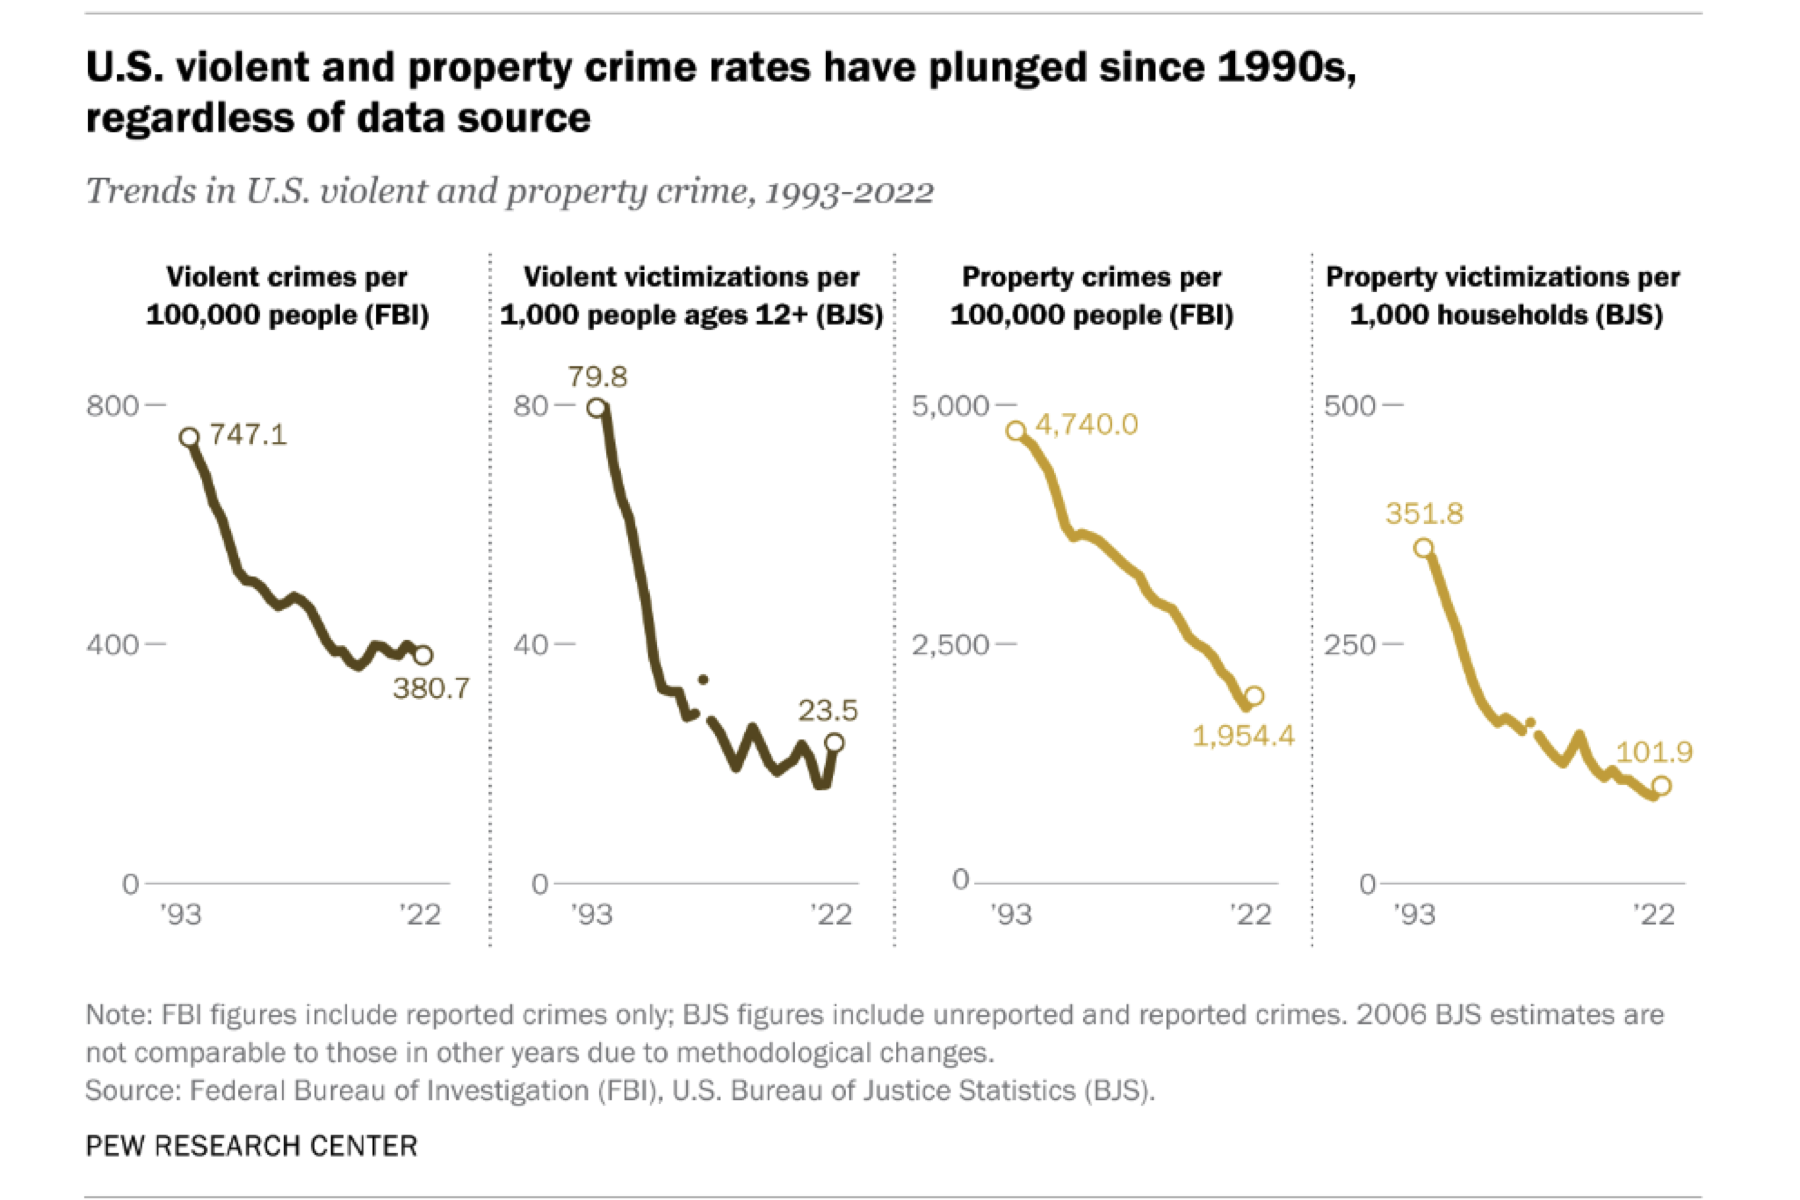 U.S. violent and property crime rates have plunged since 1990s,
regardless of data source
Trends in U.S. violent and property crime, 1993-2022
Violent crimes per
100,000 people (FBI)
800
747.1
400
380.7
0
’93
’22
Violent victimizations per
1,000 people ages 12+ (BJS)
79.8
80
40
23.5
0
’93
’22
Property crimes per
100,000 people (FBI)
5,000
4,740.0
2,500
1,954.4
0
’93
’22
Property victimizations per
1,000 households (BJS)
500
351.8
250
101.9
0
’93
’22
Note: FBI figures include reported crimes only; BJS figures include unreported and reported crimes. 2006 BJS estimates are
not comparable to those in other years due to methodological changes.
Source: Federal Bureau of Investigation (FBI), U.S. Bureau of Justice Statistics (BJS).
PEW RESEARCH CENTER